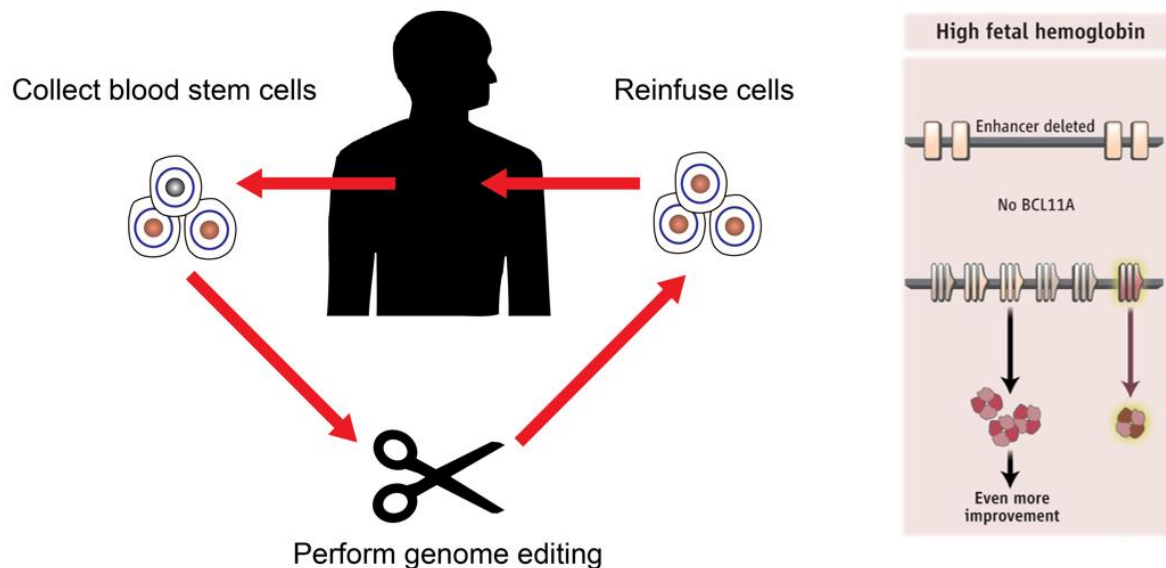 Collect blood stem cells
Reinfuse cells
Perform genome editing
High fetal hemoglobin
Enhancer deleted
No BCL11A
Even more
improvement